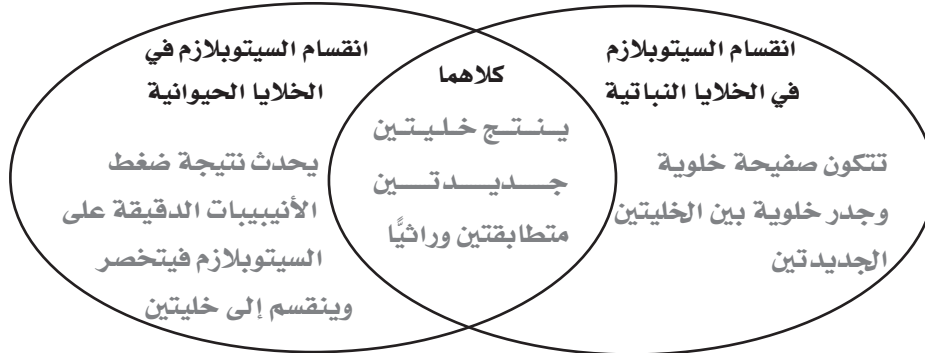 انقسام السيتوبلازم
في الخلايا النباتية
تتكون صفيحة خلوية
وجدر خلوية بين الخليتين
الجديدتين
كلاهما
ينتج خليتين
جديدتين
متطابقتين وراثيًّا
انقسام السيتوبلازم في
الخلايا الحيوانية
يحدث نتيجة ضغط
الأنيبيبات الدقيقة على
السيتوبلازم فيتخصر
وينقسم إلى خليتين